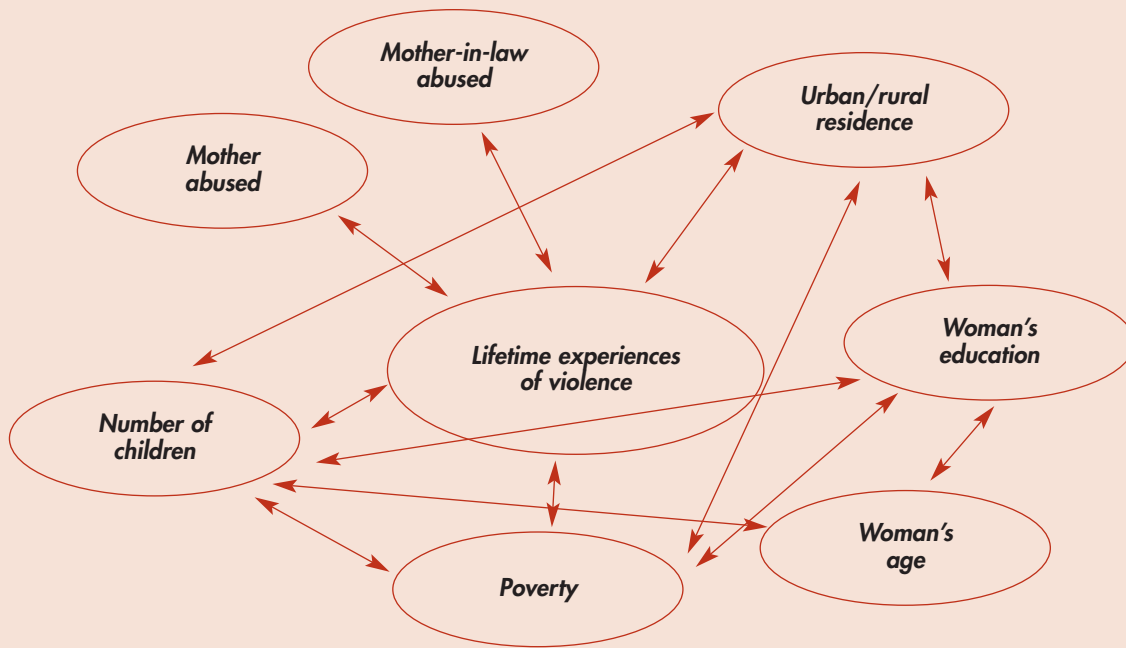 Mother-in-law
abused
Urban/rural
residence
Mother
abused
Lifetime experiences
of violence
Woman's
education
Number of
children
Woman's
age
Poverty